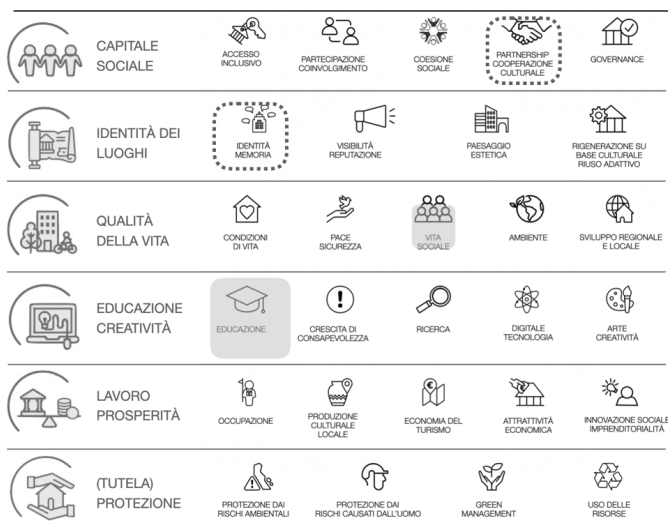 CAPITALE
SOCIALE
ACCESSO
INCLUSIVO
PARTECIPAZIONE
COINVOLGIMENTO
COESIONE
SOCIALE
PARTNERSHIP
COOPERAZIONE
CULTURALE
GOVERNANCE
IDENTITÀ DEI
LUOGHI
IDENTITÀ
MEMORIA
VISIBILITÀ
REPUTAZIONE
PAESAGGIO
ESTETICA
RIGENERAZIONE SU
BASE CULTURALE
RIUSO ADATTIVO
QUALITÀ
DELLA VITA
CONDIZIONI
DI VITA
PACE
SICUREZZA
VITA
SOCIALE
AMBIENTE
SVILUPPO REGIONALE
E LOCALE
EDUCAZIONE
CREATIVITÀ
EDUCAZIONE
CRESCITA DI
CONSAPEVOLEZZA
RICERCA
DIGITALE
TECNOLOGIA
ARTE
CREATIVITÀ
LAVORO
PROSPERITÀ
OCCUPAZIONE
PRODUZIONE
CULTURALE
LOCALE
ECONOMIA DEL
TURISMO
ATTRATTIVITÀ
ECONOMICA
INNOVAZIONE SOCIALE
IMPRENDITORIALITÀ
(TUTELA)
PROTEZIONE
PROTEZIONE DAI
RISCHI AMBIENTALI
PROTEZIONE DAI
RISCHI CAUSATI DALL'UOMO
GREEN
MANAGEMENT
USO DELLE
RISORSE